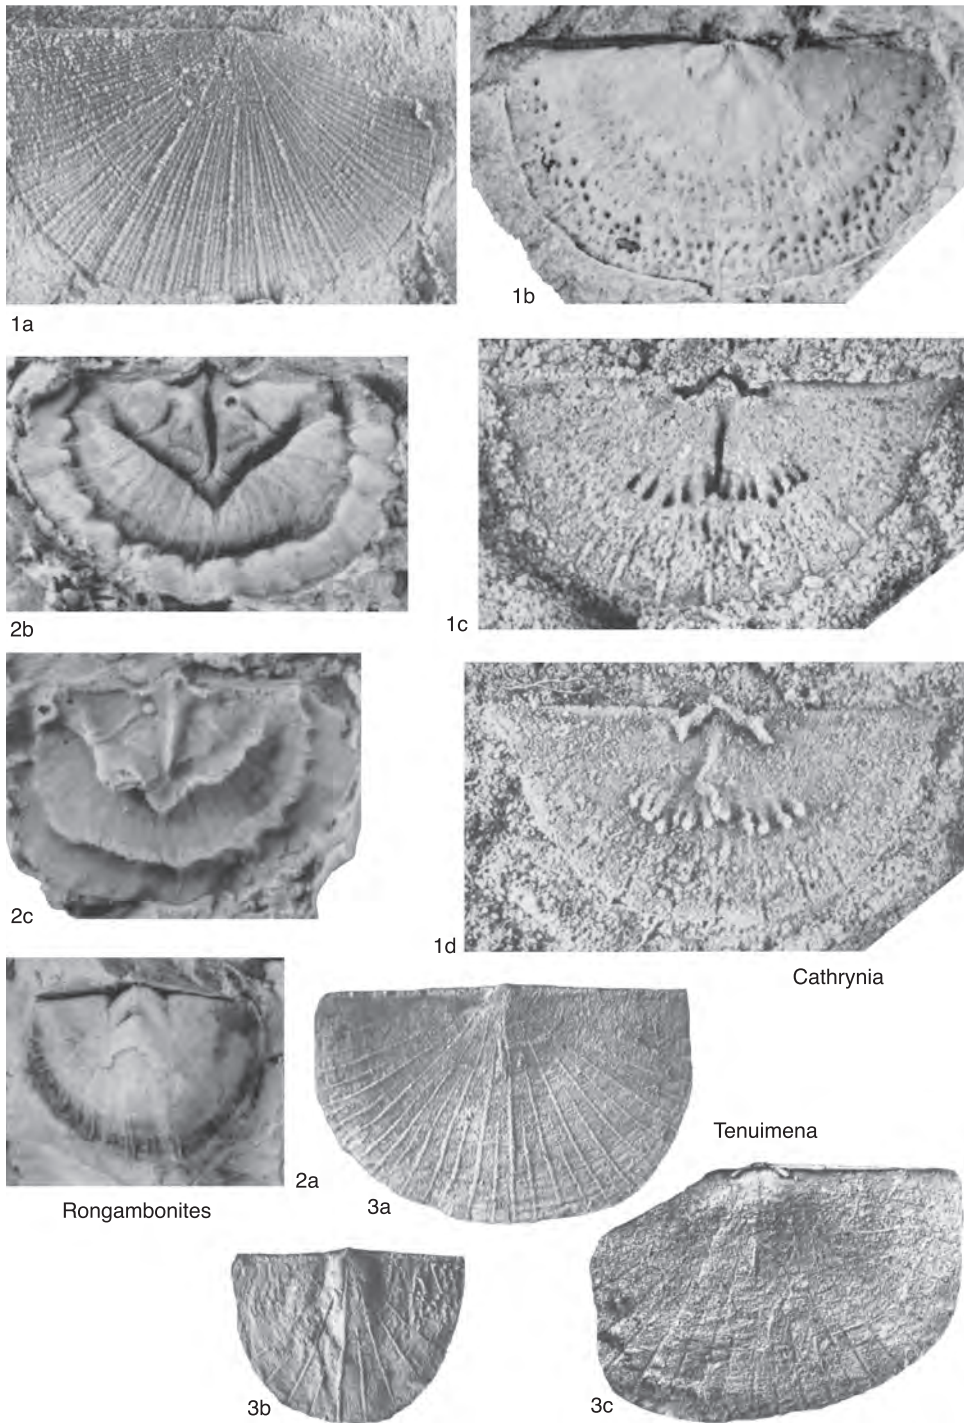 1a
1b
2b
1c
2c
1d
Cathrynia
2a
Rongambonites
3a
Tenuimena
3b
3c